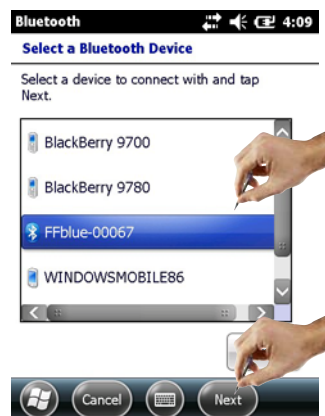 Bluetooth 4:09
Select a Bluetooth Device
Select a device to connect with and tap
Next.
BlackBerry 9700
BlackBerry 9780
FFblue-00067
WINDOWSMOBILE86
Cancel Next